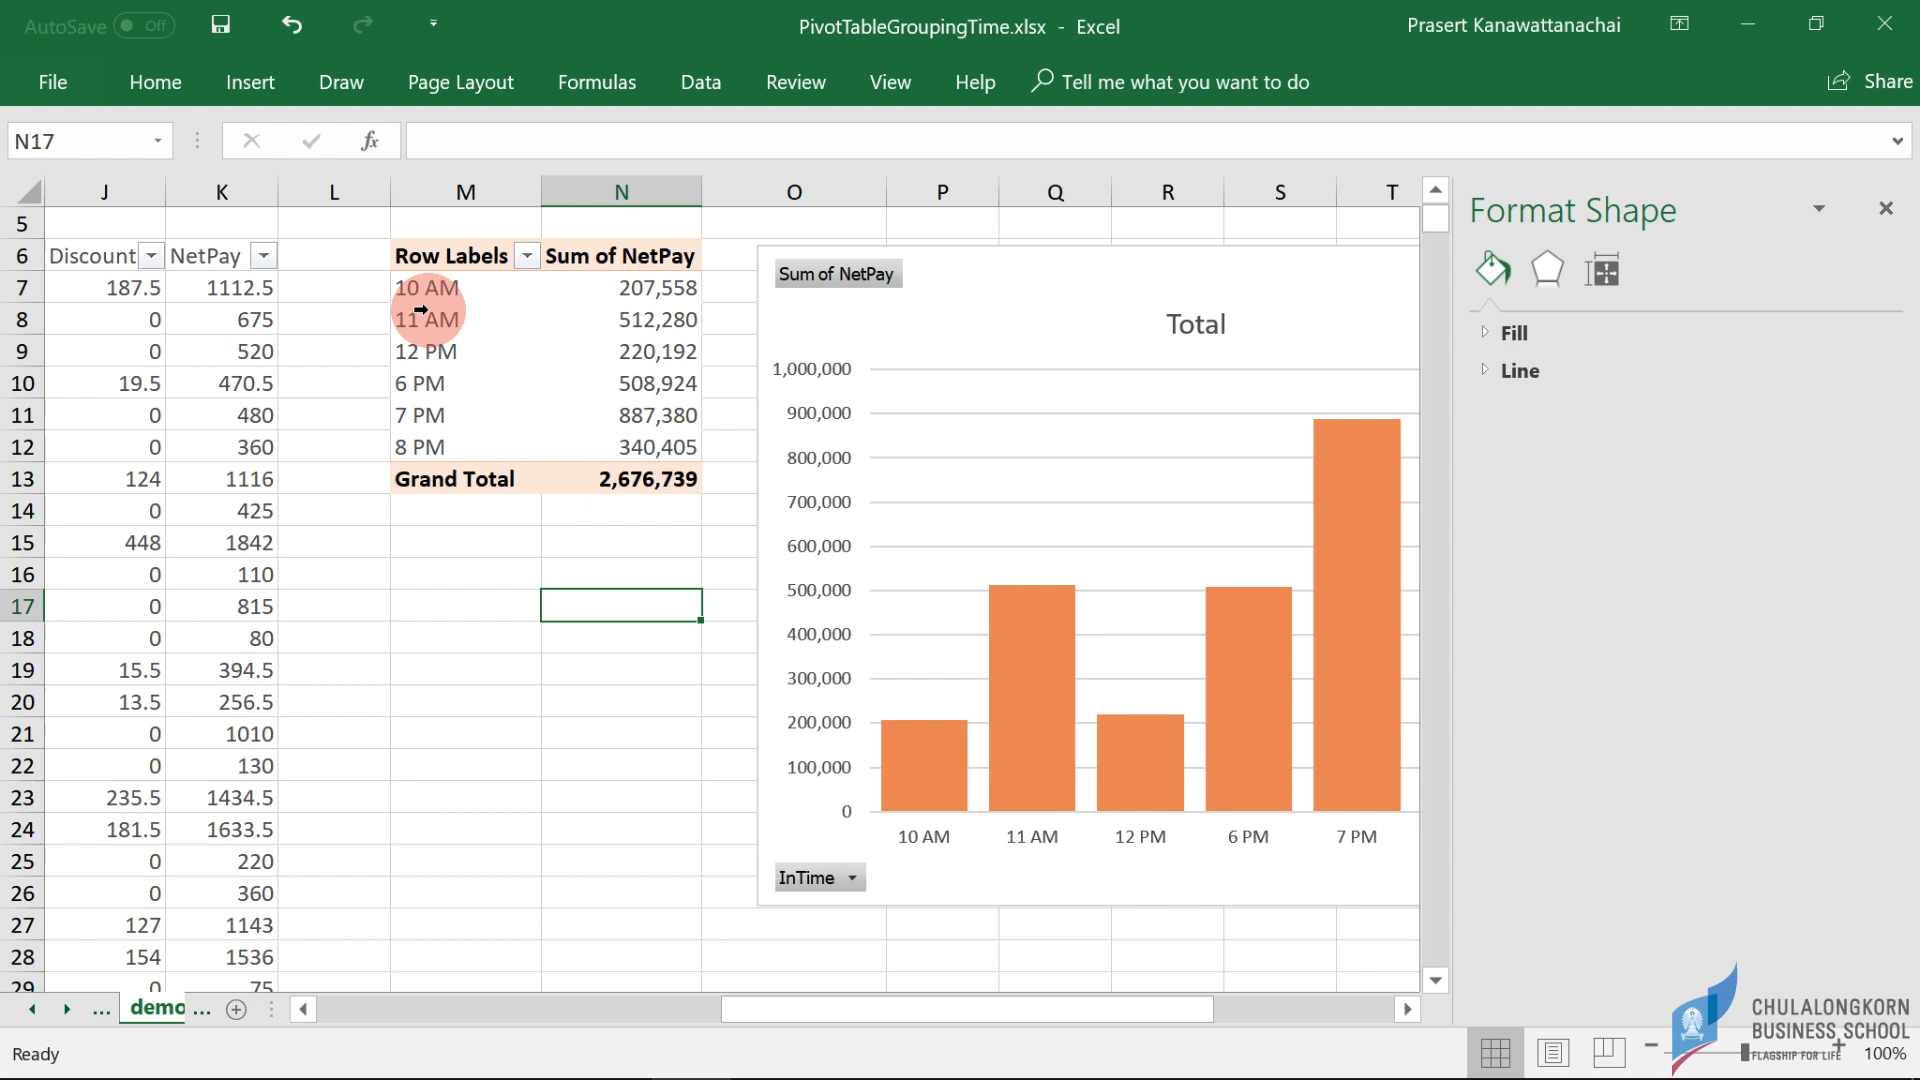 AutoSave Off PivotTableGroupingTime.xlsx - Excel Prasert Kanawattanachai
File Home Insert Draw Page Layout Formulas Data Review View Help Tell me what you want to do Share
N17 fx
J K L M N O P Q R S T
5
6 Discount NetPay Row Labels Sum of NetPay
7 187.5 1112.5 10 AM 207,558
8 0 675 11 AM 512,280
9 0 520 12 PM 220,192
10 19.5 470.5 6 PM 508,924
11 0 480 7 PM 887,380
12 0 360 8 PM 340,405
13 124 1116 Grand Total 2,676,739
14 0 425
15 448 1842
16 0 110
17 0 815
18 0 80
19 15.5 394.5
20 13.5 256.5
21 0 1010
22 0 130
23 235.5 1434.5
24 181.5 1633.5
25 0 220
26 0 360
27 127 1143
28 154 1536
29 0 75
Sum of NetPay
Total
1,000,000
900,000
800,000
700,000
600,000
500,000
400,000
300,000
200,000
100,000
0
10 AM 11 AM 12 PM 6 PM 7 PM
InTime
Format Shape
Fill
Line
... demo ...
Ready
100%
CHULALONGKORN
BUSINESS SCHOOL
FLAGSHIP FOR LIFE